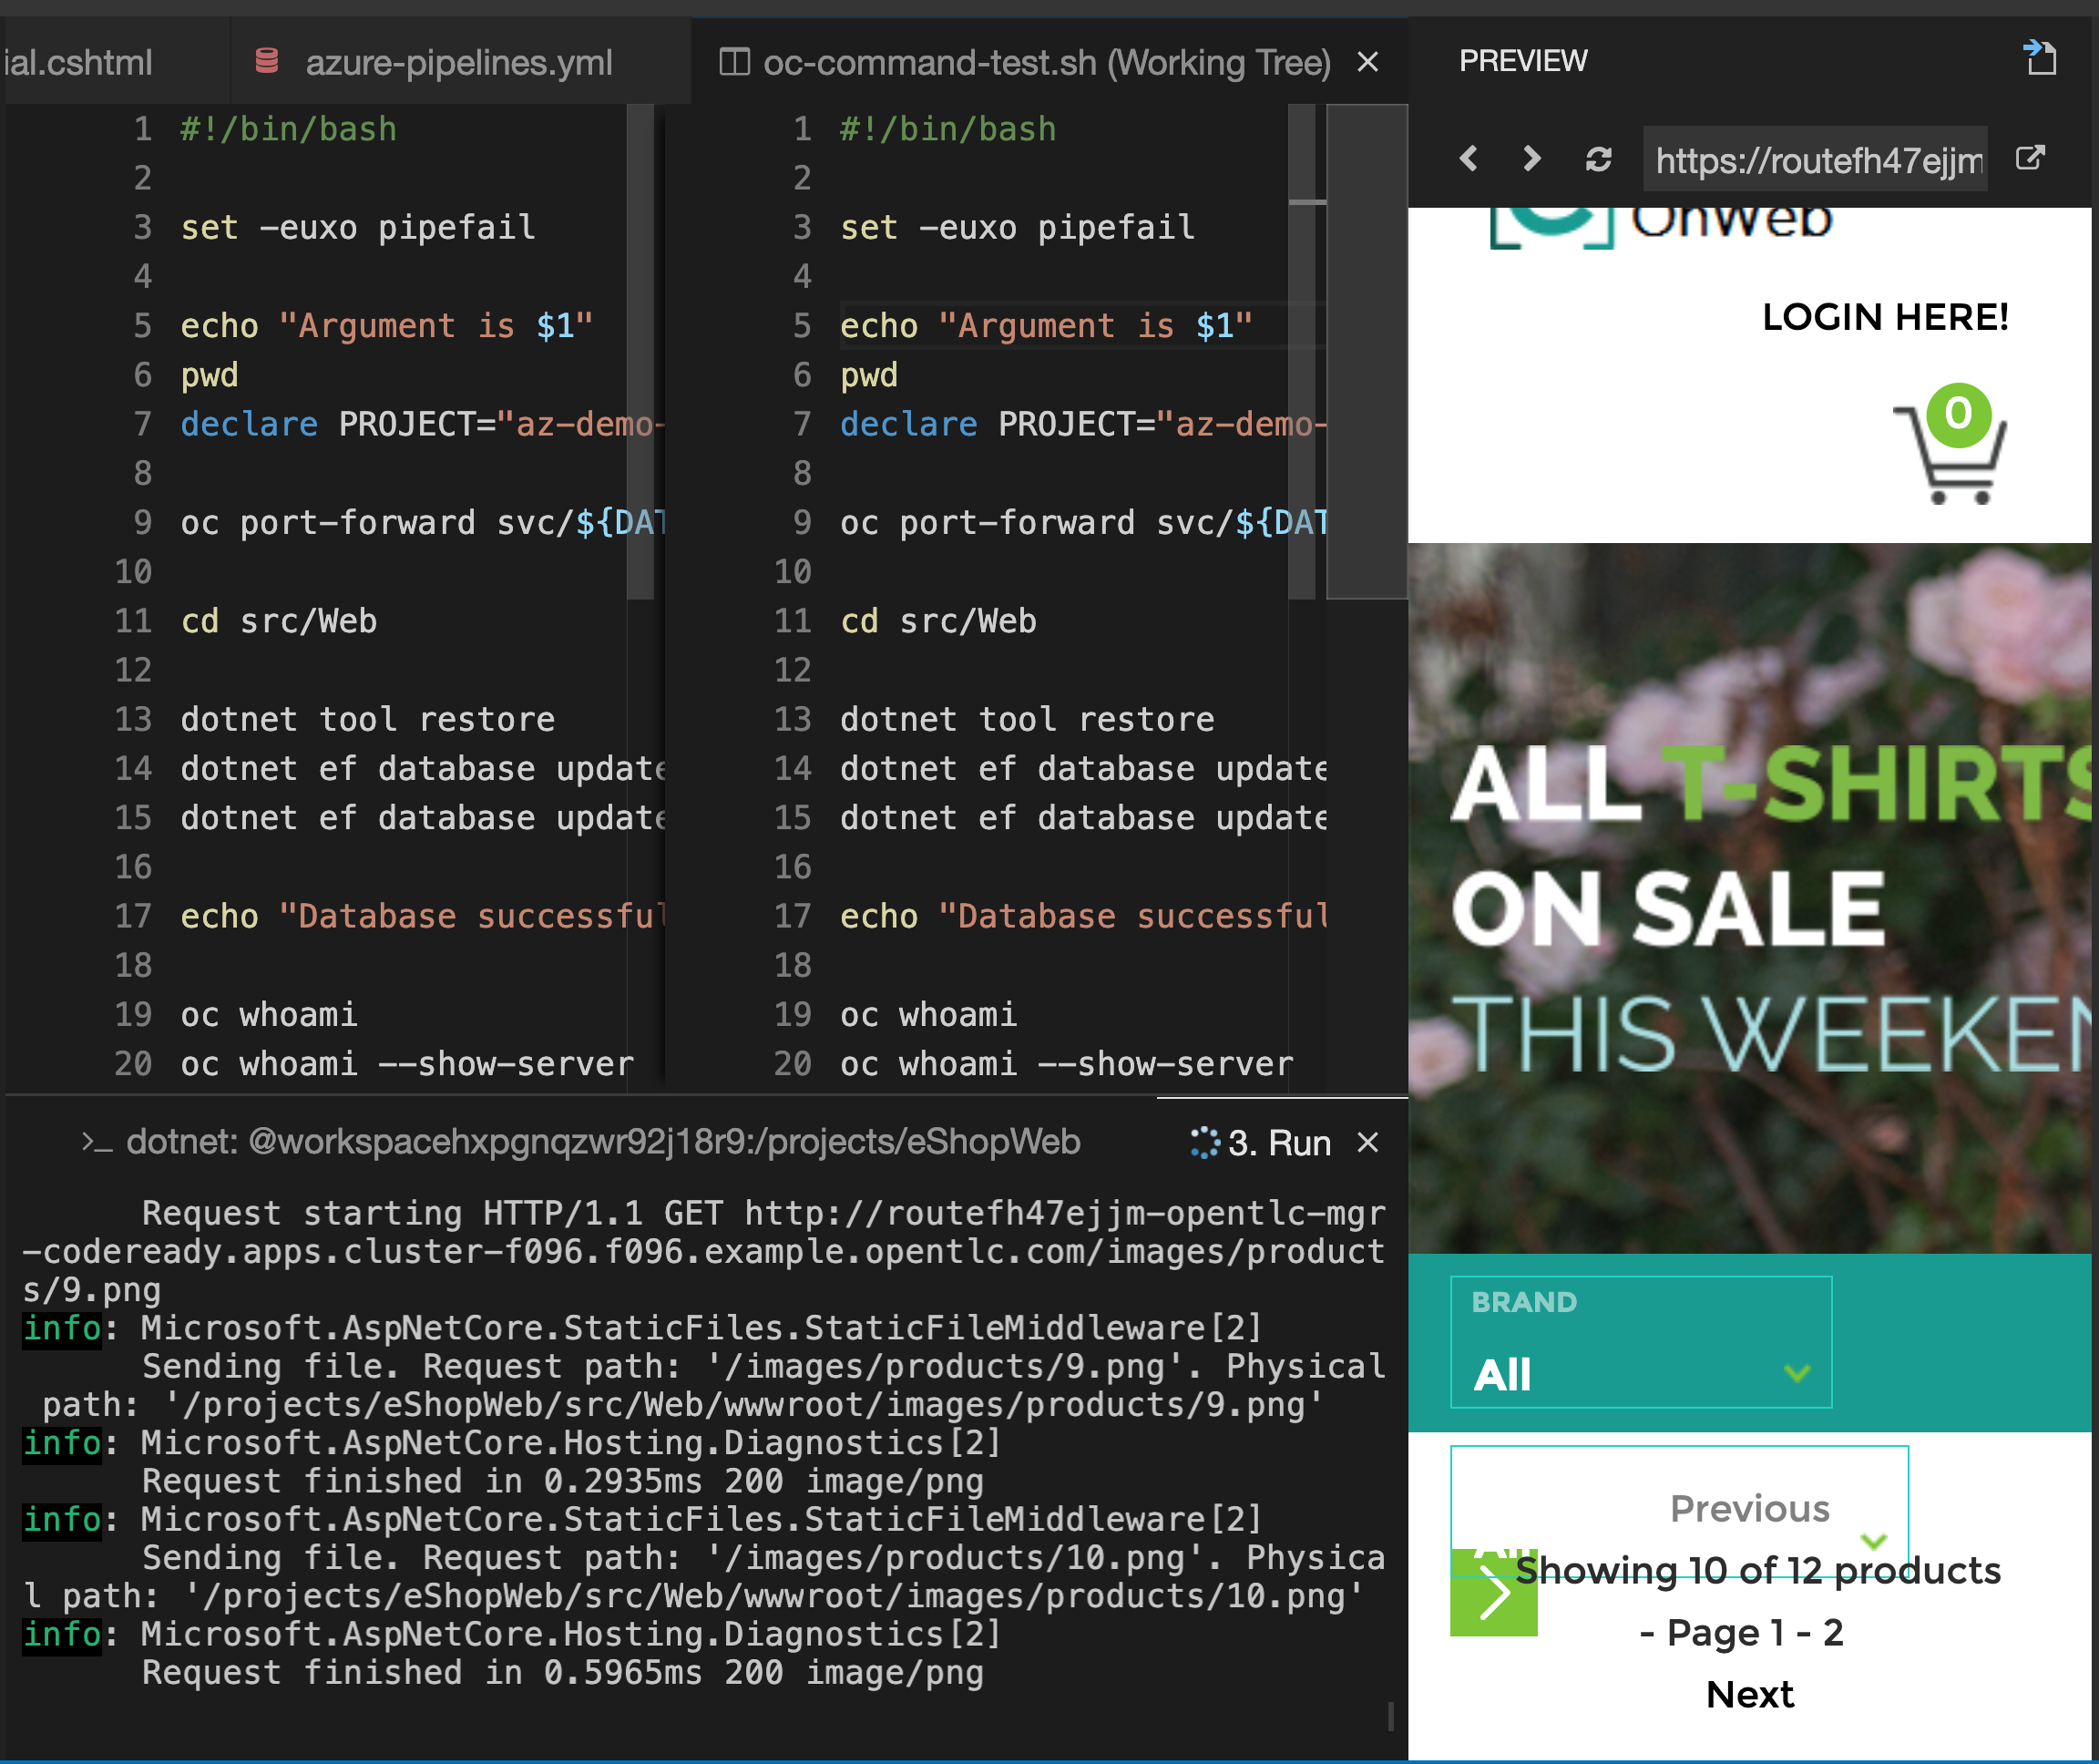 ial.cshtml
azure-pipelines.yml
oc-command-test.sh (Working Tree)
1 #!/bin/bash
2
3 set -euxo pipefail
4
5 echo "Argument is $1"
6 pwd
7 declare PROJECT="az-demo-
8
9 oc port-forward svc/${DAT
10
11 cd src/Web
12
13 dotnet tool restore
14 dotnet ef database update
15 dotnet ef database update
16
17 echo "Database successful
18
19 oc whoami
20 oc whoami --show-server
1 #!/bin/bash
2
3 set -euxo pipefail
4
5 echo "Argument is $1"
6 pwd
7 declare PROJECT="az-demo-
8
9 oc port-forward svc/${DAT
10
11 cd src/Web
12
13 dotnet tool restore
14 dotnet ef database update
15 dotnet ef database update
16
17 echo "Database successful
18
19 oc whoami
20 oc whoami --show-server
>_ dotnet: @workspacehxpgnqzwr92j18r9:/projects/eShopWeb
3. Run
Request starting HTTP/1.1 GET http://routefh47ejjm-opentlc-mgr
-codeready.apps.cluster-f096.f096.example.opentlc.com/images/product
s/9.png
info: Microsoft.AspNetCore.StaticFiles.StaticFileMiddleware[2]
Sending file. Request path: '/images/products/9.png'. Physical
path: '/projects/eShopWeb/src/Web/wwwroot/images/products/9.png'
info: Microsoft.AspNetCore.Hosting.Diagnostics[2]
Request finished in 0.2935ms 200 image/png
info: Microsoft.AspNetCore.StaticFiles.StaticFileMiddleware[2]
Sending file. Request path: '/images/products/10.png'. Physica
l path: '/projects/eShopWeb/src/Web/wwwroot/images/products/10.png'
info: Microsoft.AspNetCore.Hosting.Diagnostics[2]
Request finished in 0.5965ms 200 image/png
PREVIEW
https://routefh47ejjm
OnWeb
LOGIN HERE!
0
ALL T-SHIRTS
ON SALE
THIS WEEKEN
BRAND
All
Previous
All
Showing 10 of 12 products
- Page 1 - 2
Next